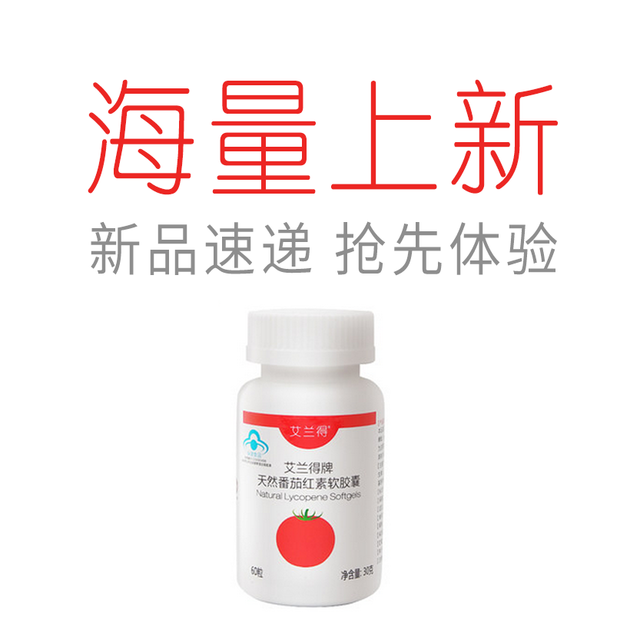 海量上新
新品速递 抢先体验
艾兰得®
艾兰得牌
天然番茄红素软胶囊
Natural Lycopene Softgels
60粒
净含量: 30克